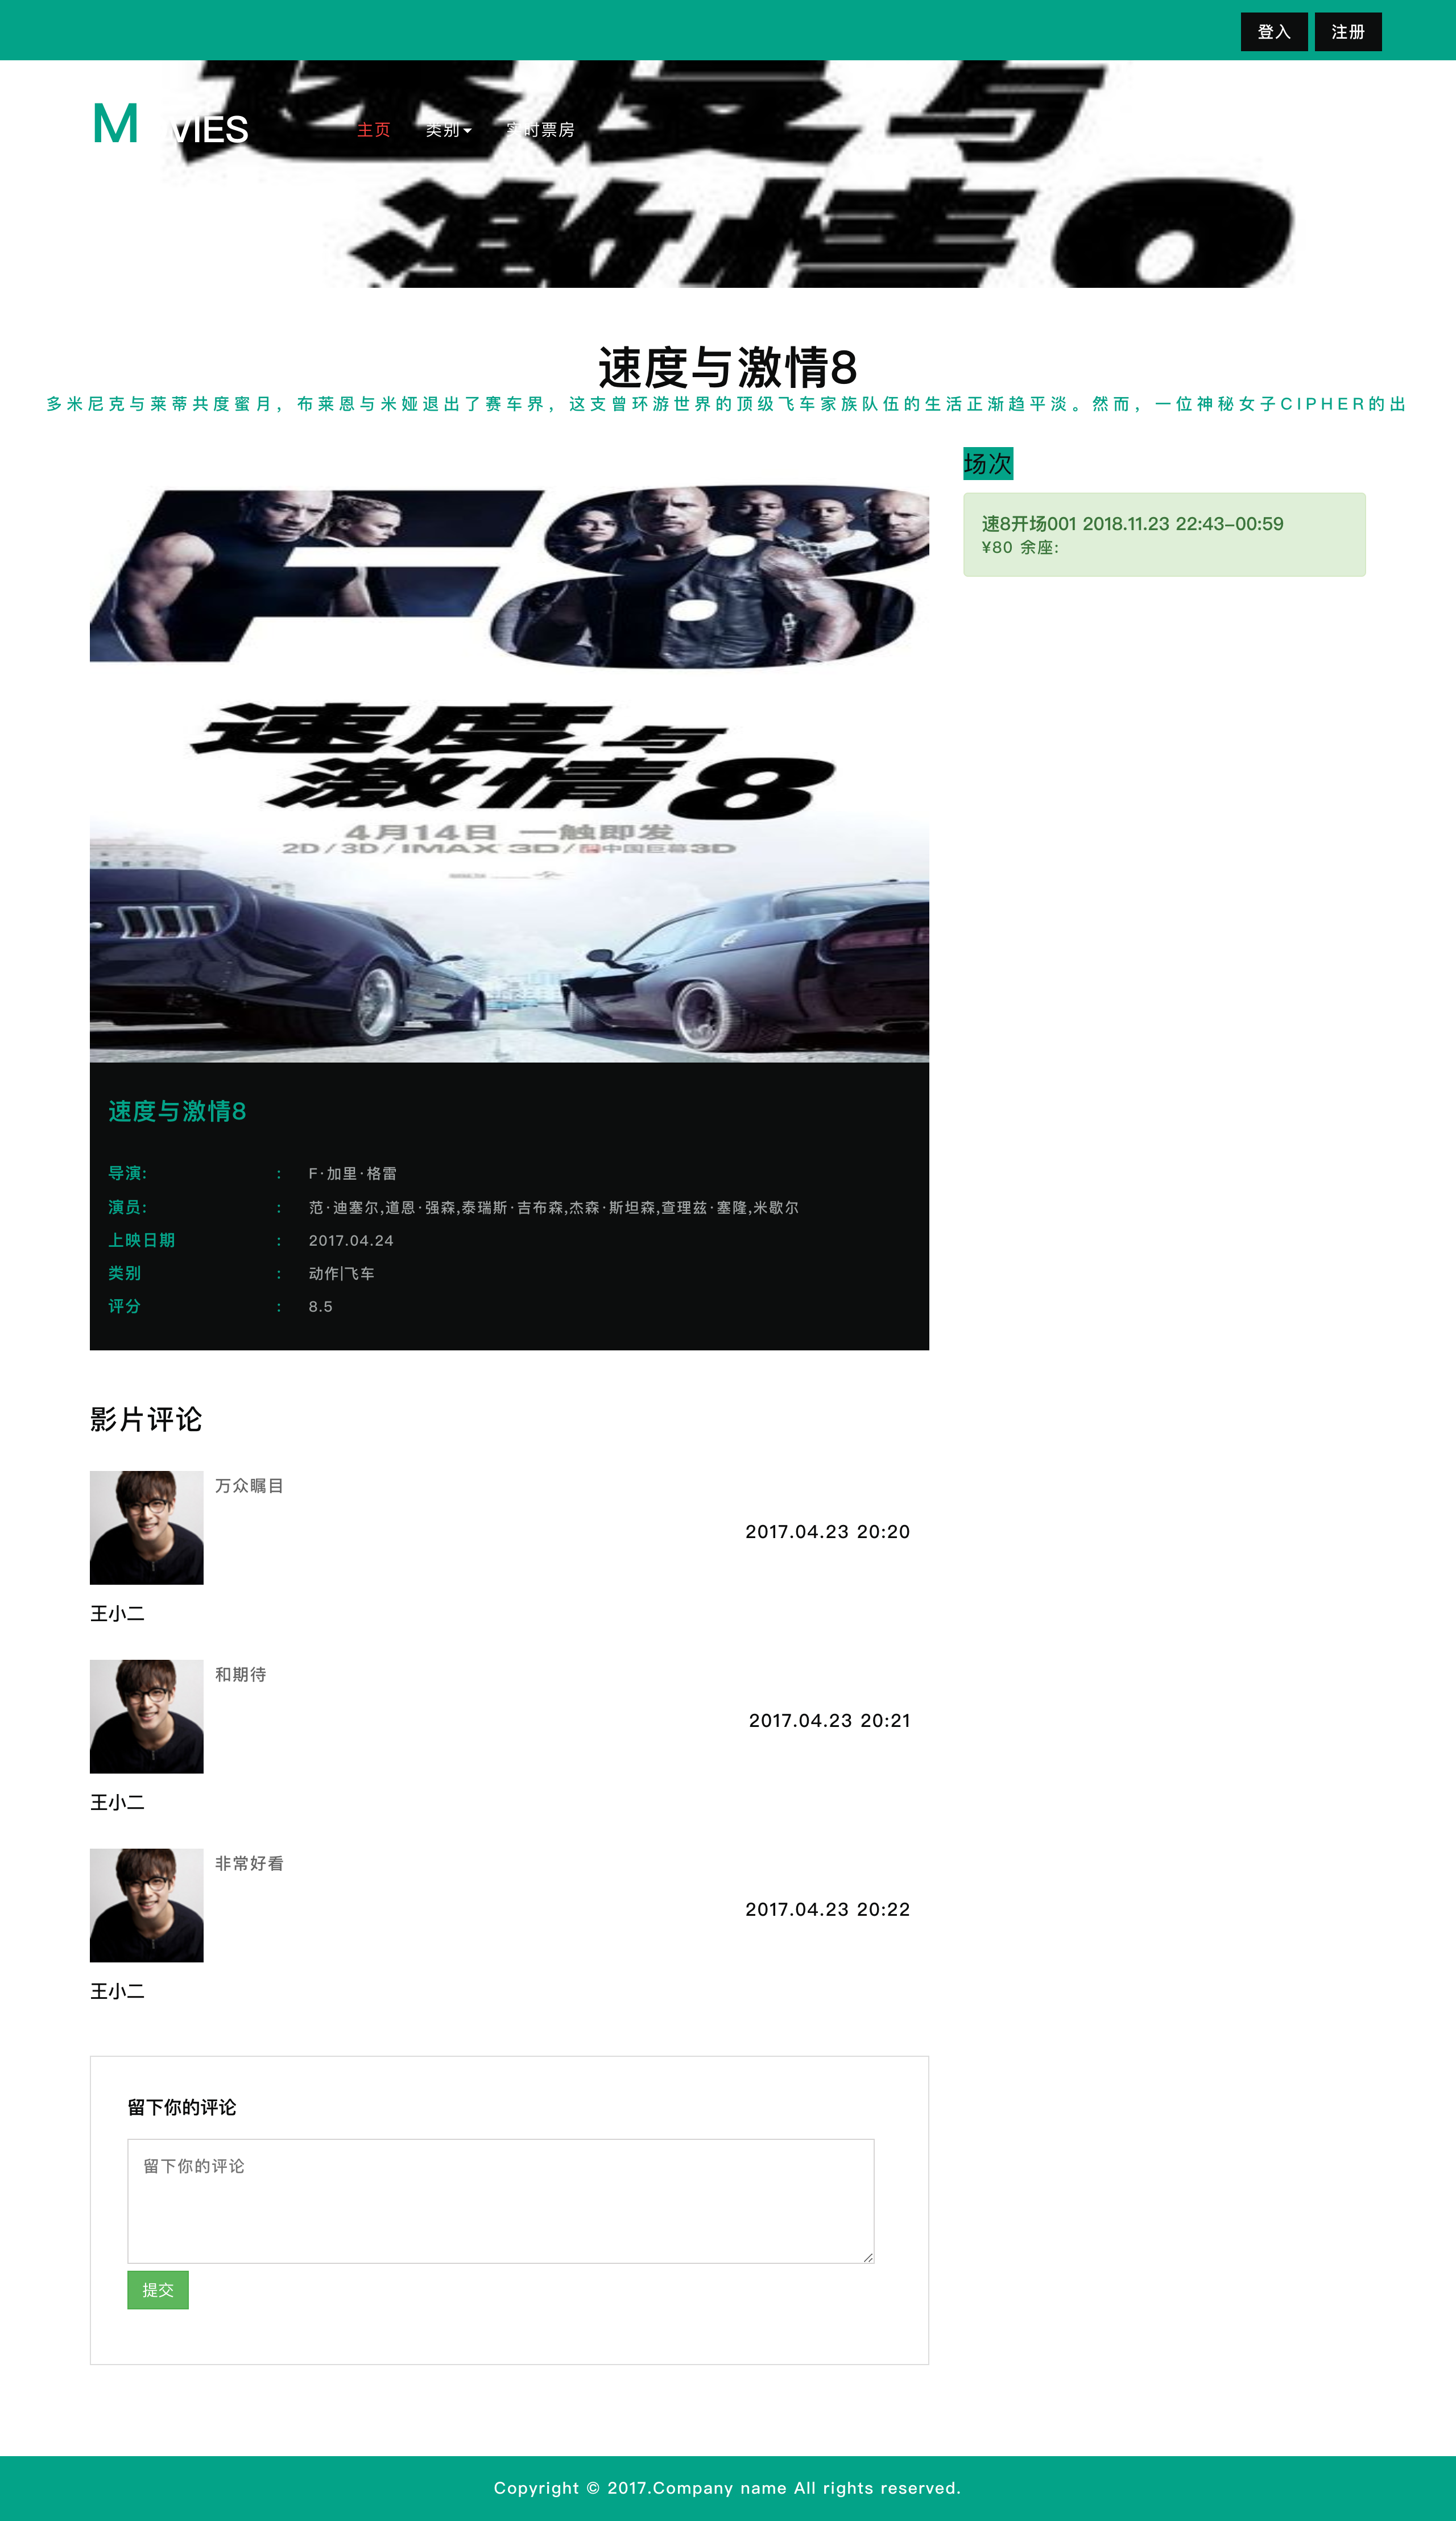 登入 注册
速度与
MOVIES 主页 类别 实时票房
激情8
速度与激情8
多米尼克与莱蒂共度蜜月，布莱恩与米娅退出了赛车界，这支曾环游世界的顶级飞车家族队伍的生活正渐趋平淡。然而，一位神秘女子CIPHER的出
场次
速8开场001 2018.11.23 22:43-00:59
¥80 余座:
F8
速度与
激情8
4月14日 一触即发
2D/3D/IMAX 3D/中国巨幕3D
速度与激情8
导演: : F·加里·格雷
演员: : 范·迪塞尔,道恩·强森,泰瑞斯·吉布森,杰森·斯坦森,查理兹·塞隆,米歇尔
上映日期 : 2017.04.24
类别 : 动作|飞车
评分 : 8.5
影片评论
万众瞩目
2017.04.23 20:20
王小二
和期待
2017.04.23 20:21
王小二
非常好看
2017.04.23 20:22
王小二
留下你的评论
留下你的评论
提交
Copyright © 2017.Company name All rights reserved.